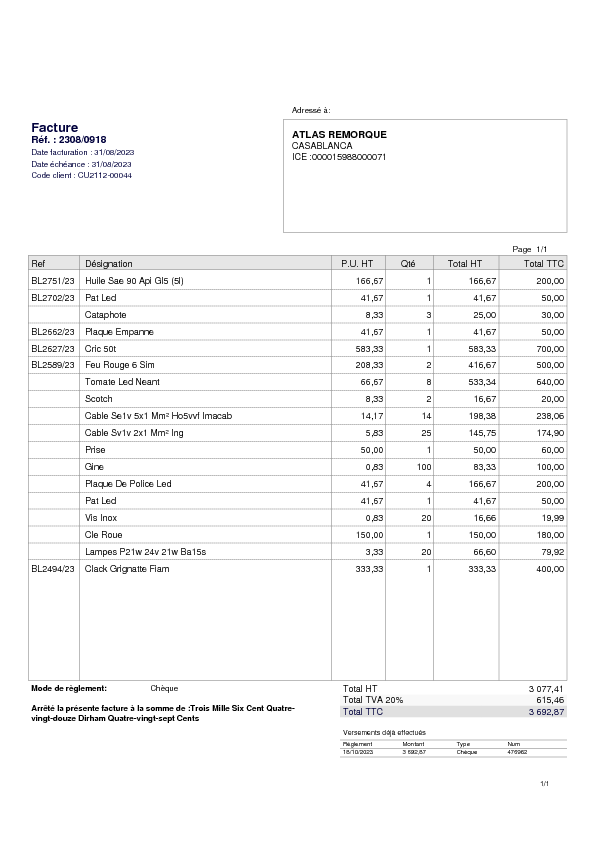 Adressé à:
Facture
Réf. : 2308/0918
Date facturation : 31/08/2023
Date échéance : 31/08/2023
Code client : CU2112-00044
ATLAS REMORQUE
CASABLANCA
ICE :000015988000071
Page 1/1
Ref Désignation P.U. HT Qté Total HT Total TTC
BL2751/23 Huile Sae 90 Apl Gl5 (5l) 166,67 1 166,67 200,00
BL2702/23 Pat Led 41,67 1 41,67 50,00
Cataphote 8,33 3 25,00 30,00
BL2662/23 Plaque Empanne 41,67 1 41,67 50,00
BL2627/23 Cric 50t 583,33 1 583,33 700,00
BL2589/23 Feu Rouge 6 Slm 208,33 2 416,67 500,00
Tomate Led Neant 66,67 8 533,34 640,00
Scotch 8,33 2 16,67 20,00
Cable Se1v 5x1 Mm² Ho5vvf Imacab 14,17 14 198,38 238,06
Cable Sv1v 2x1 Mm² Ing 5,83 25 145,75 174,90
Prise 50,00 1 50,00 60,00
Gine 0,83 100 83,33 100,00
Plaque De Police Led 41,67 4 166,67 200,00
Pat Led 41,67 1 41,67 50,00
Vis Inox 0,83 20 16,66 19,99
Cle Roue 150,00 1 150,00 180,00
Lampes P21w 24v 21w Ba15s 3,33 20 66,60 79,92
BL2494/23 Clack Grignatte Flam 333,33 1 333,33 400,00
Mode de règlement: Chèque
Total HT 3 077,41
Total TVA 20% 615,46
Total TTC 3 692,87
Arrêté la présente facture à la somme de :Trois Mille Six Cent Quatre-
vingt-douze Dirham Quatre-vingt-sept Cents
Versements déjà effectués
Règlement Montant Type Num
18/10/2023 3 692,87 Chèque 476962
1/1